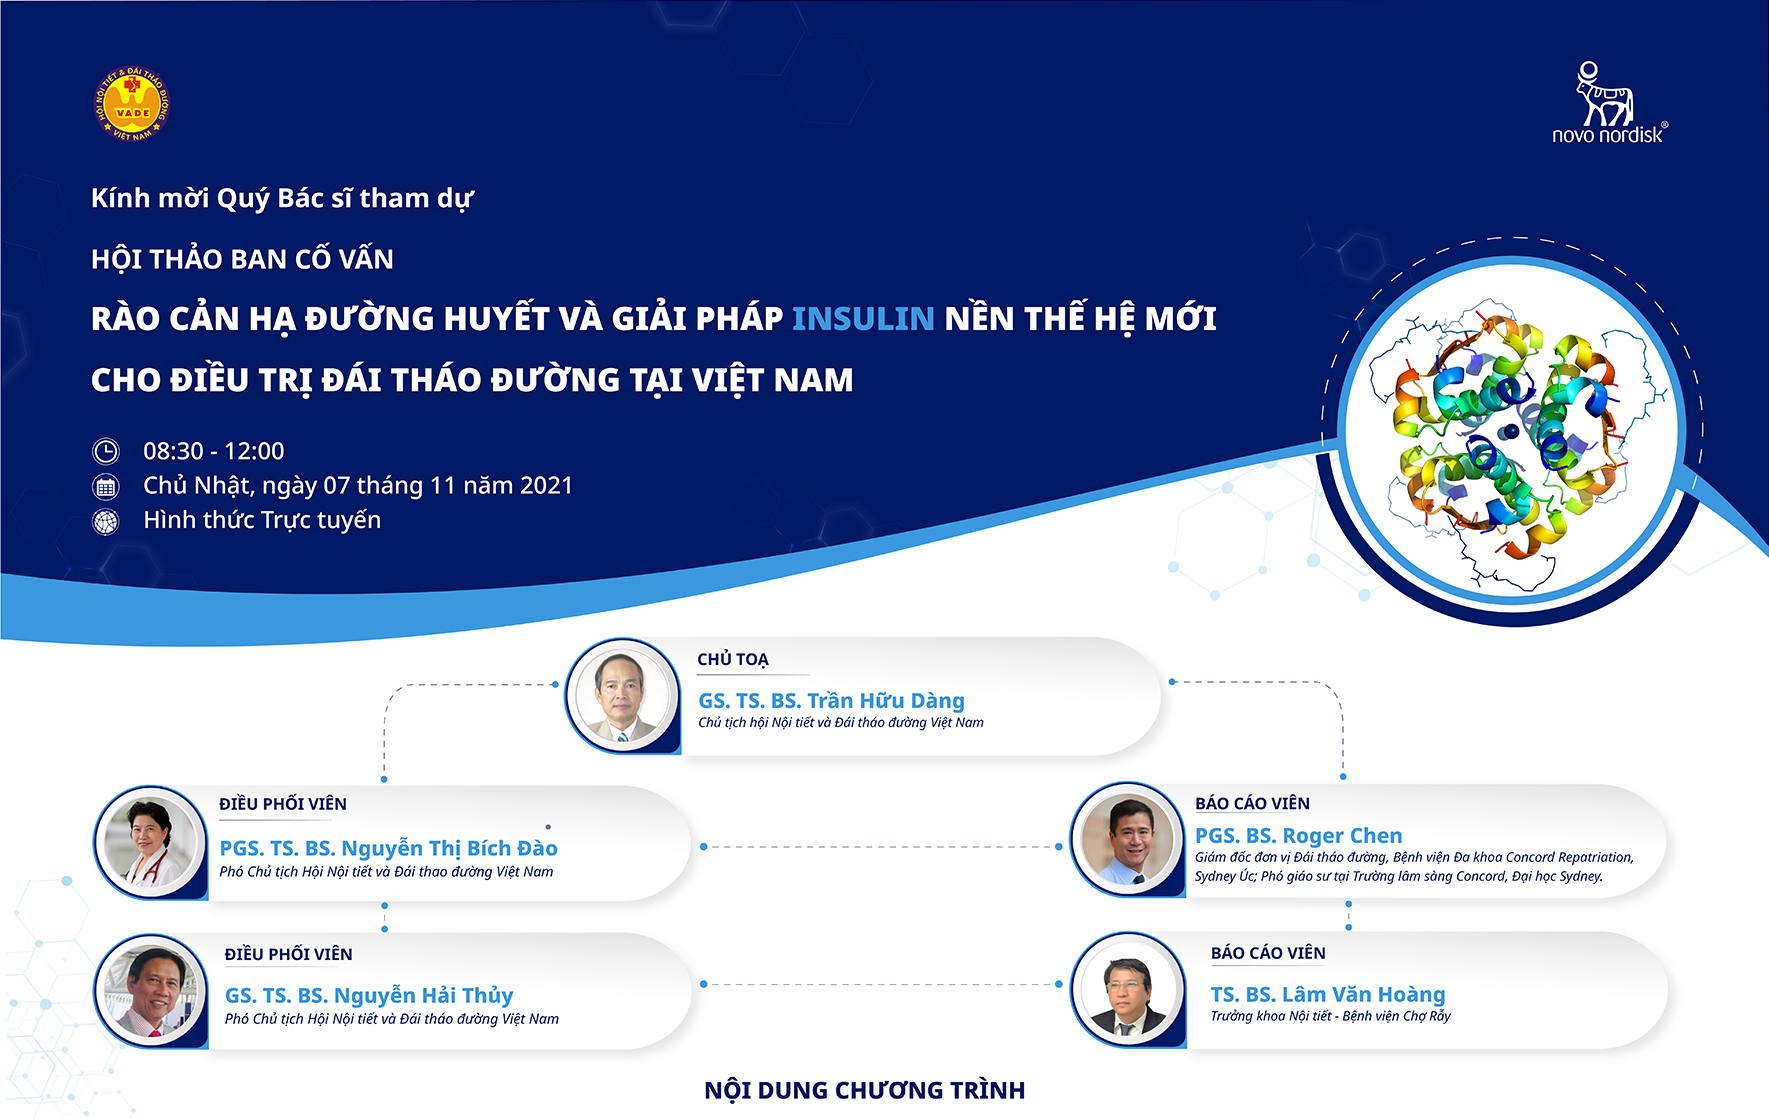 HỘI NỘI TIẾT & ĐÁI THÁO ĐƯỜNG
VADE
VIỆT NAM
novo nordisk®
Kính mời Quý Bác sĩ tham dự
HỘI THẢO BAN CỐ VẤN
RÀO CẢN HẠ ĐƯỜNG HUYẾT VÀ GIẢI PHÁP INSULIN NỀN THẾ HỆ MỚI
CHO ĐIỀU TRỊ ĐÁI THÁO ĐƯỜNG TẠI VIỆT NAM
08:30 - 12:00
Chủ Nhật, ngày 07 tháng 11 năm 2021
Hình thức Trực tuyến
CHỦ TOẠ
GS. TS. BS. Trần Hữu Dàng
Chủ tịch hội Nội tiết và Đái tháo đường Việt Nam
ĐIỀU PHỐI VIÊN
PGS. TS. BS. Nguyễn Thị Bích Đào
Phó Chủ tịch Hội Nội tiết và Đái thao đường Việt Nam
BÁO CÁO VIÊN
PGS. BS. Roger Chen
Giám đốc đơn vị Đái tháo đường, Bệnh viện Đa khoa Concord Repatriation,
Sydney Úc; Phó giáo sư tại Trường lâm sàng Concord, Đại học Sydney.
ĐIỀU PHỐI VIÊN
GS. TS. BS. Nguyễn Hải Thủy
Phó Chủ tịch Hội Nội tiết và Đái tháo đường Việt Nam
BÁO CÁO VIÊN
TS. BS. Lâm Văn Hoàng
Trưởng khoa Nội tiết - Bệnh viện Chợ Rẫy
NỘI DUNG CHƯƠNG TRÌNH